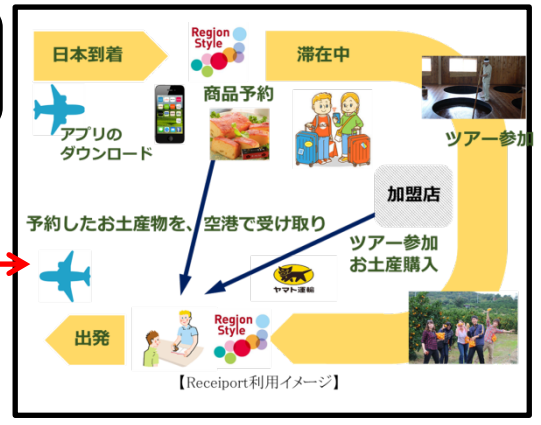 日本到着
Region
Style
滞在中
商品予約
アプリの
ダウンロード
ツアー参加
加盟店
予約したお土産物を、空港で受け取り
ツアー参加
お土産購入
ヤマト運輸
出発
Region
Style
【Receiport利用イメージ】